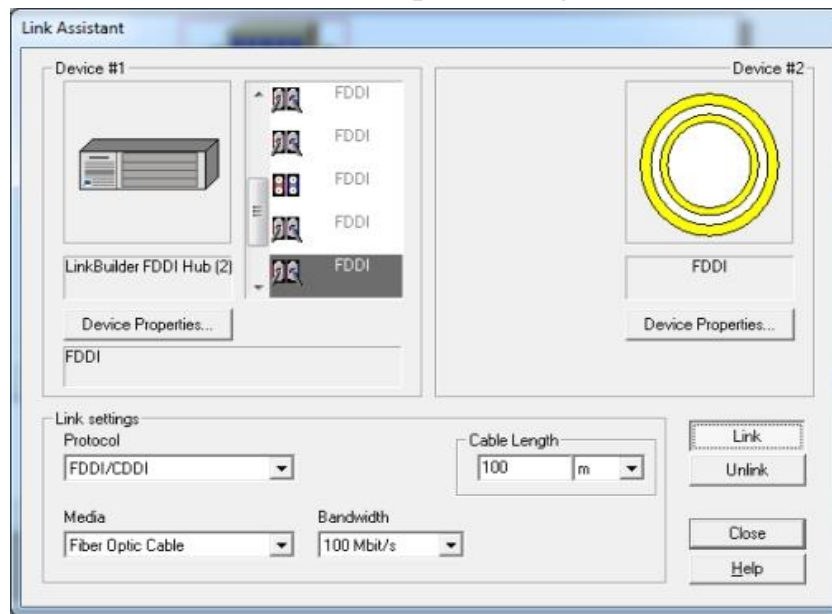 Link Assistant
Device #1
FDDI
FDDI
FDDI
FDDI
FDDI
LinkBuilder FDDI Hub (2)
Device Properties...
FDDI
Device #2
FDDI
Device Properties...
Link settings
Protocol
FDDI/CDDI
Cable Length
100 m
Media
Fiber Optic Cable
Bandwidth
100 Mbit/s
Link
Unlink
Close
Help